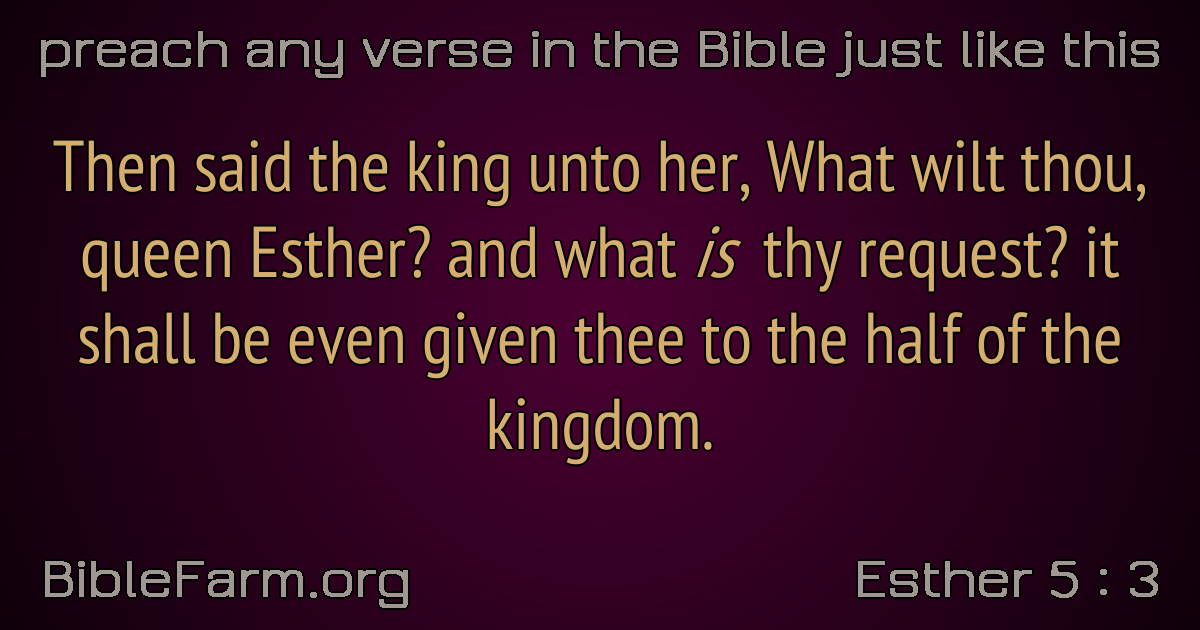 preach any verse in the Bible just like this
Then said the king unto her, What wilt thou,
queen Esther? and what is thy request? it
shall be even given thee to the half of the
kingdom.
BibleFarm.org
Esther 5 : 3